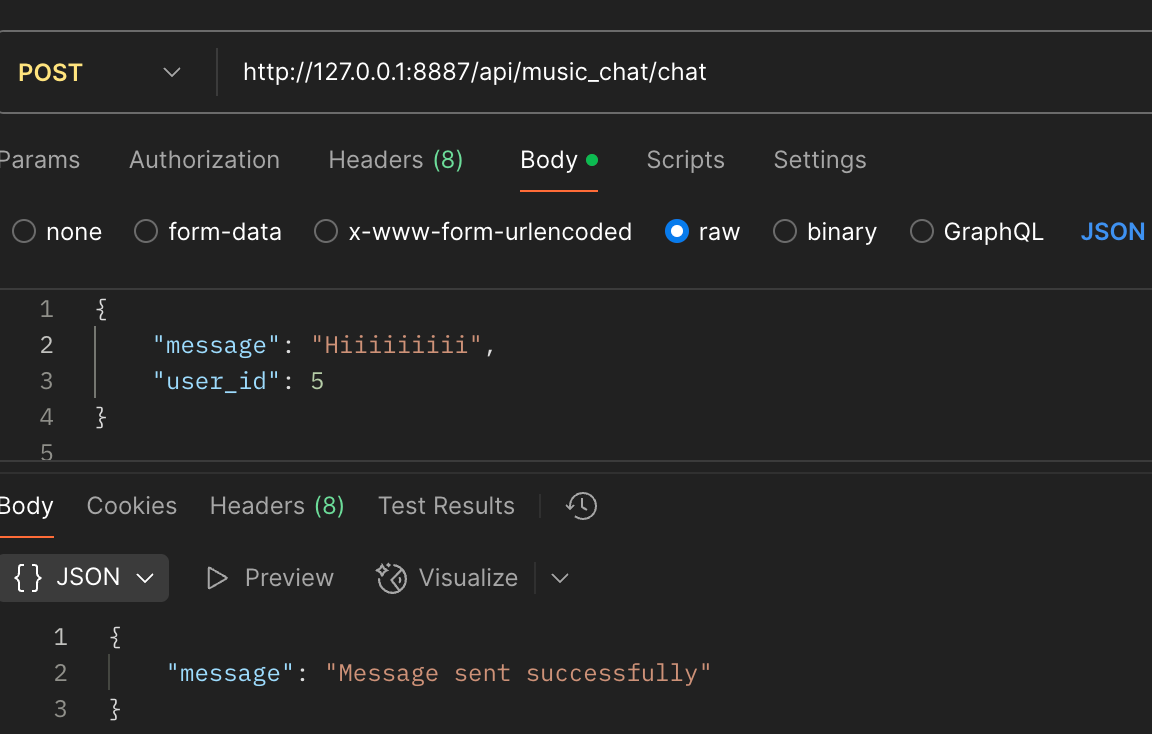 POST http://127.0.0.1:8887/api/music_chat/chat
Params Authorization Headers (8) Body Scripts Settings
none form-data x-www-form-urlencoded raw binary GraphQL JSON
1 {
2 "message": "Hiiiiiiiii",
3 "user_id": 5
4 }
5
Body Cookies Headers (8) Test Results
{} JSON Preview Visualize
1 {
2 "message": "Message sent successfully"
3 }